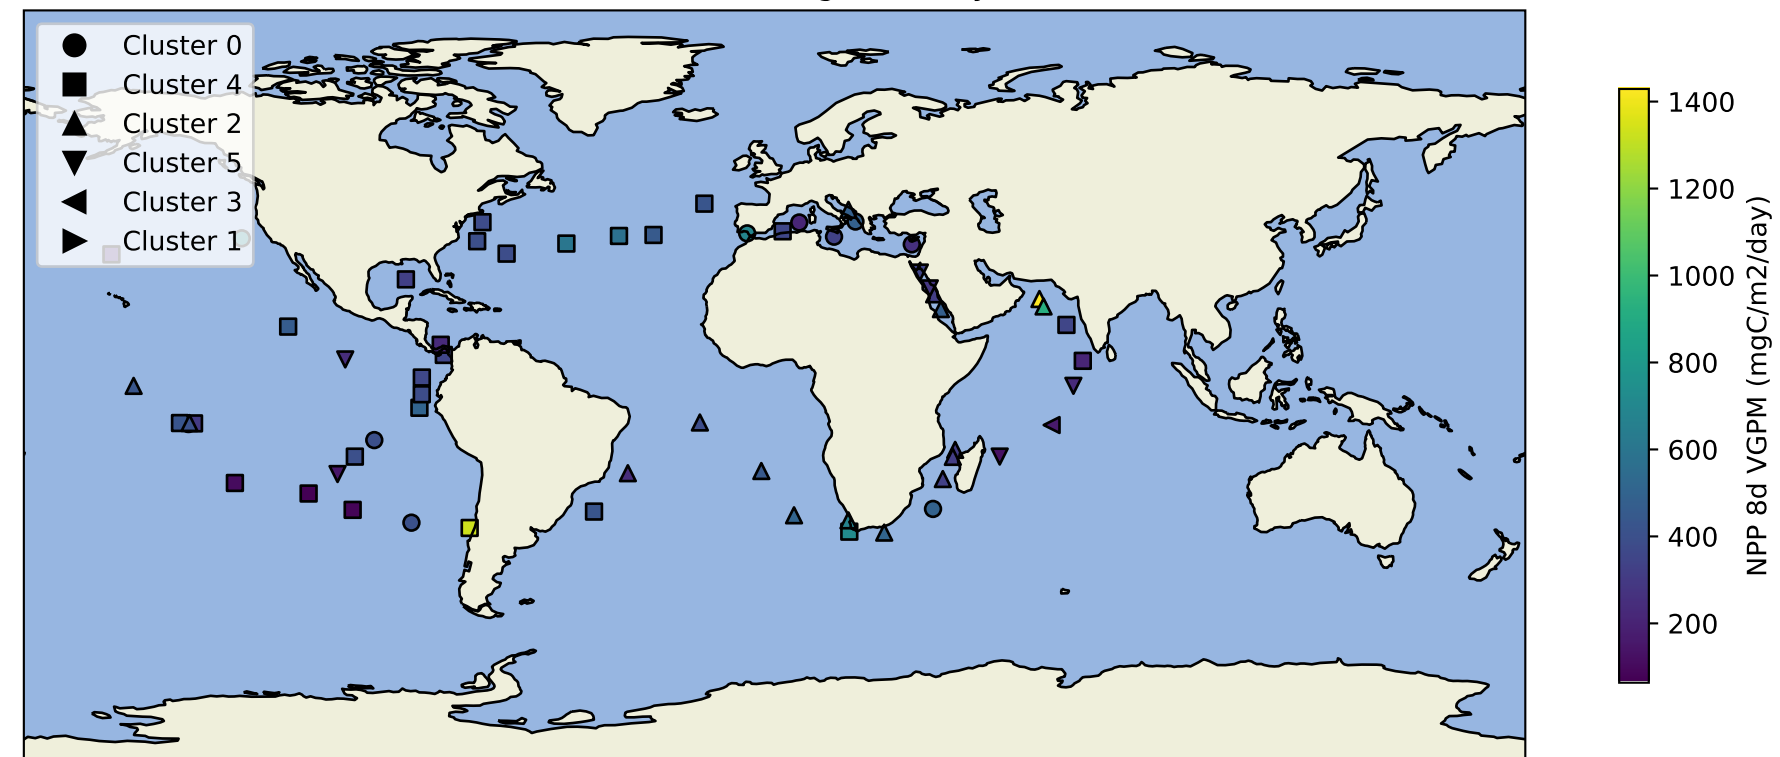 Cluster 0
Cluster 4
Cluster 2
Cluster 5
Cluster 3
Cluster 1
1400
1200
1000
800
600
400
200
NPP 8d VGPM (mgC/m2/day)